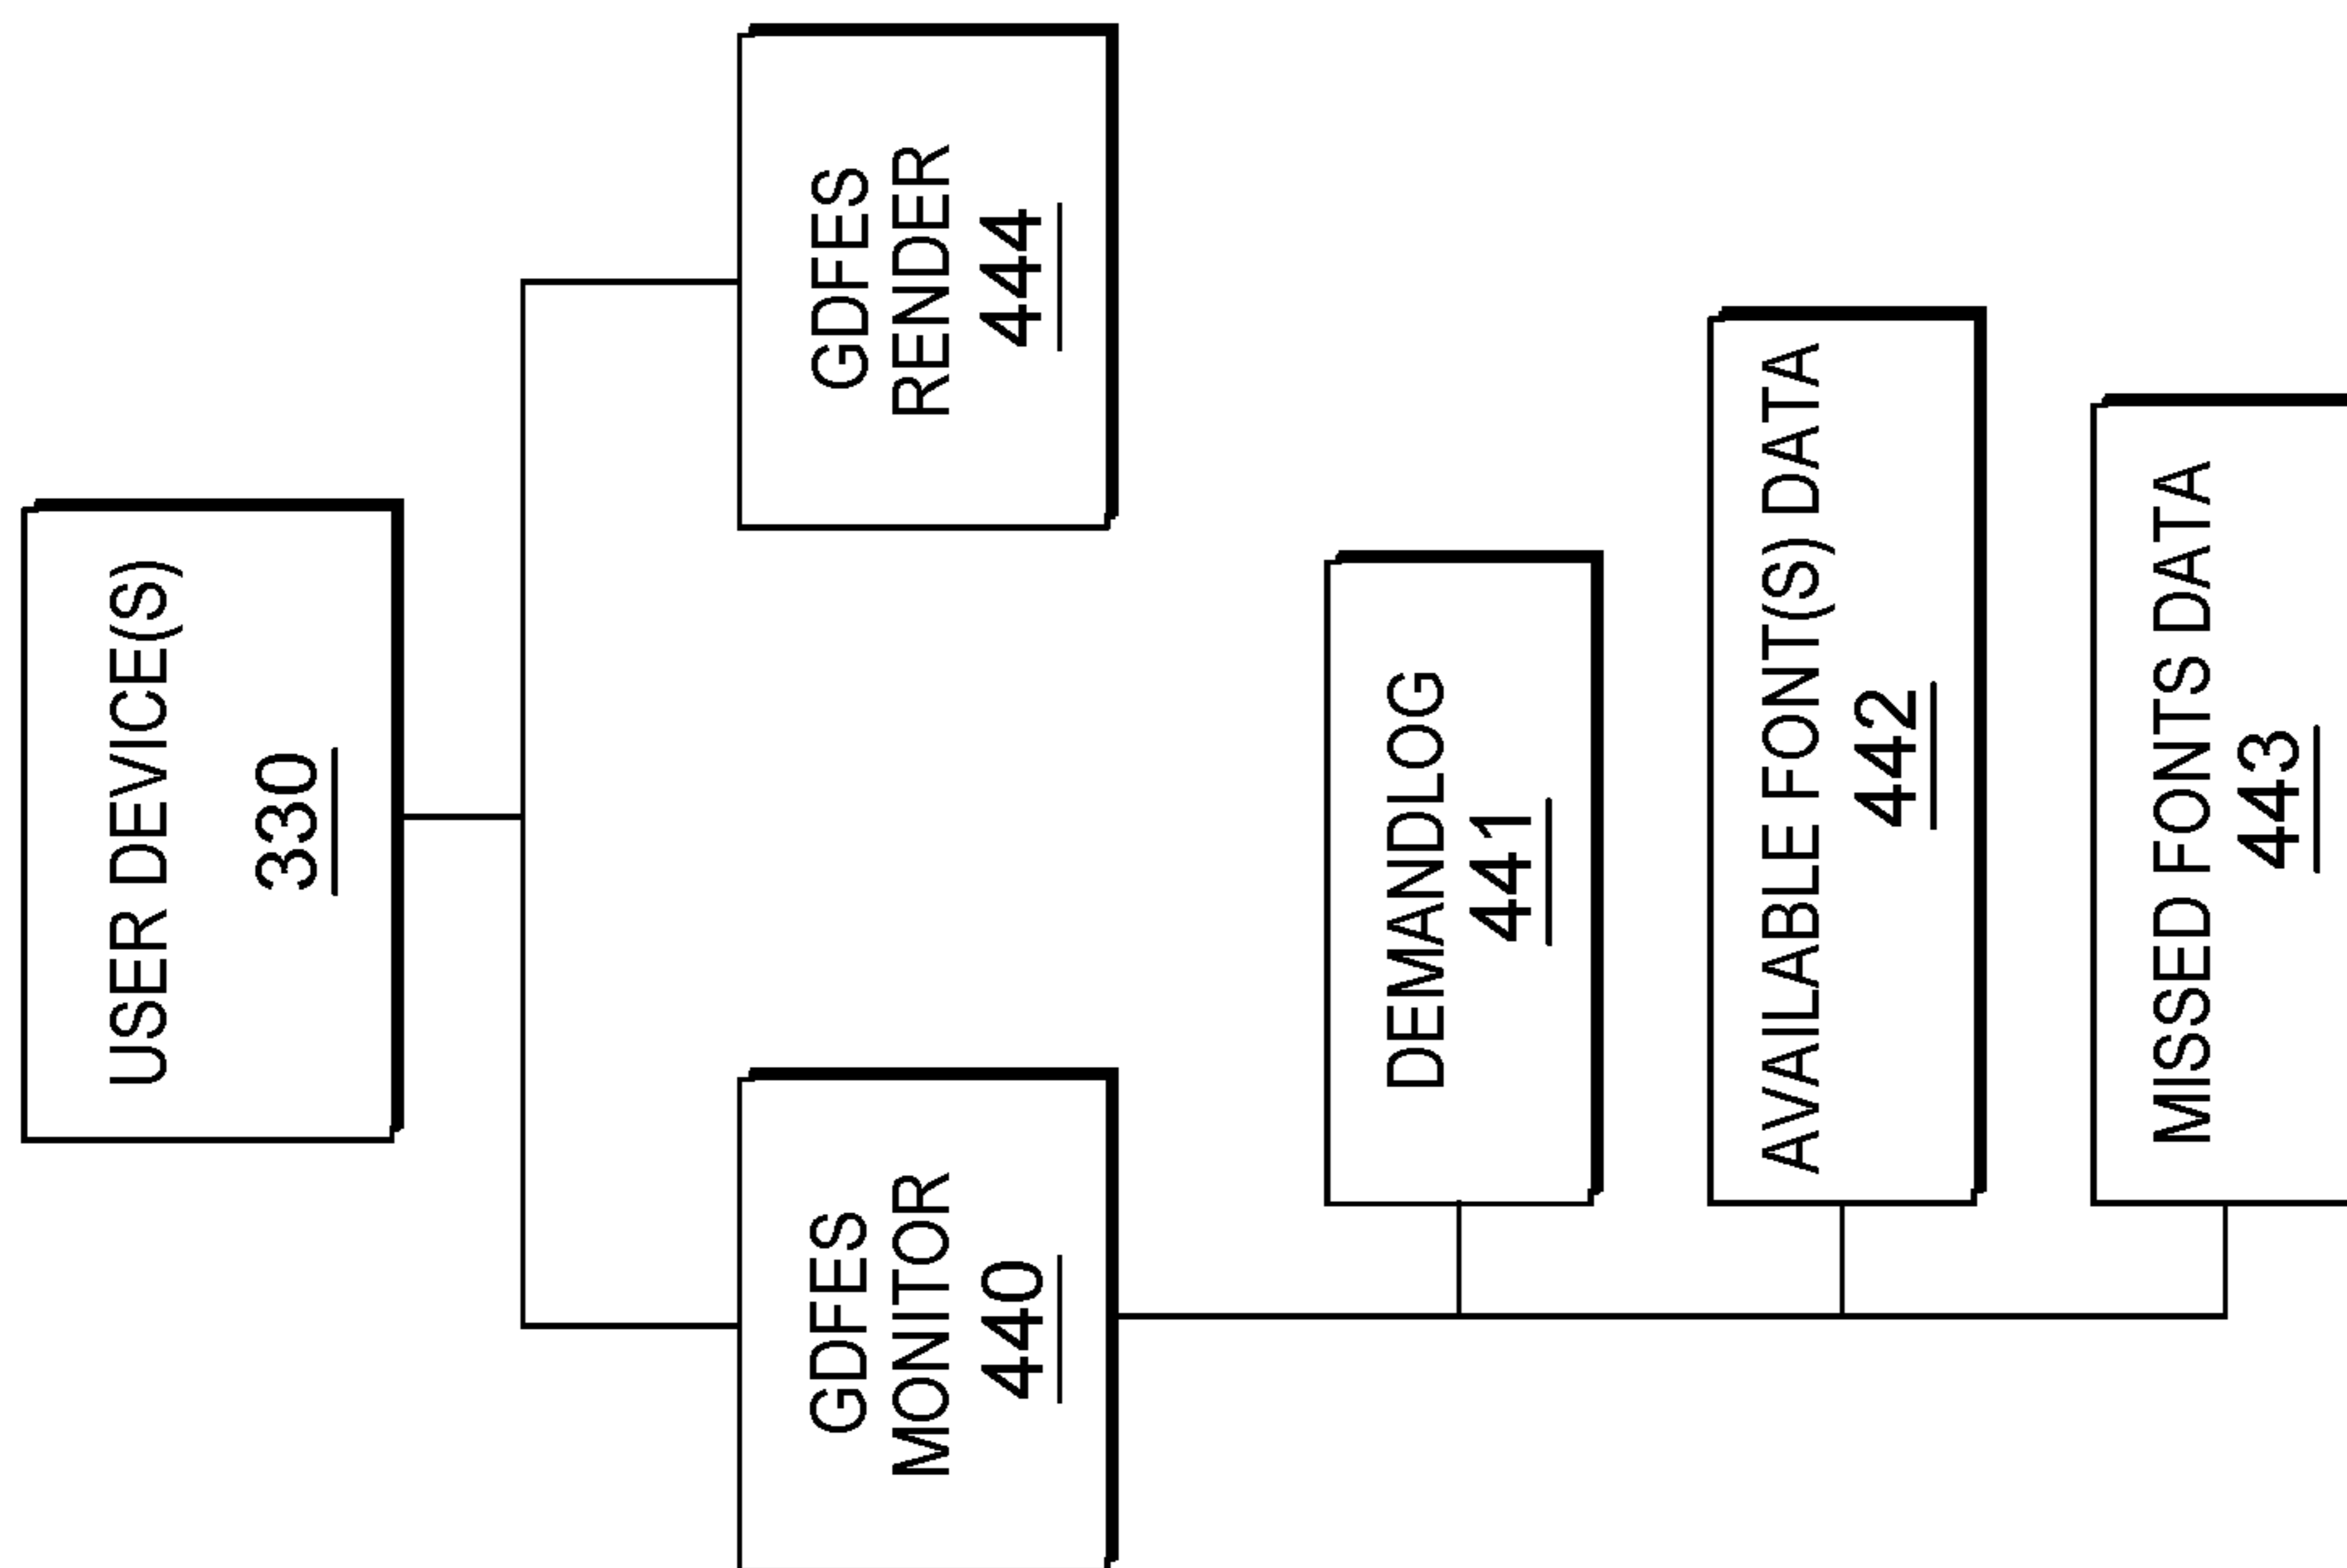 USER DEVICE(S)
330
GDFES
MONITOR
440
GDFES
RENDER
444
DEMANDLOG
441
AVAILABLE FONT(S) DATA
442
MISSED FONTS DATA
443